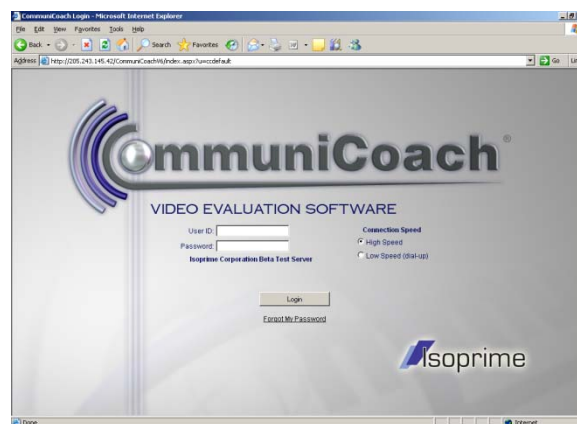 CommuniCoach Login - Microsoft Internet Explorer
File Edit View Favorites Tools Help
Back Search Favorites
Address http://205.243.145.42/CommuniCoachV6/index.aspx?u=ccdefault Go
CommuniCoach®
VIDEO EVALUATION SOFTWARE
User ID: Connection Speed
Password: High Speed
Isoprime Corporation Beta Test Server Low Speed (dial-up)
Login
Forgot My Password
Isoprime
Done Internet